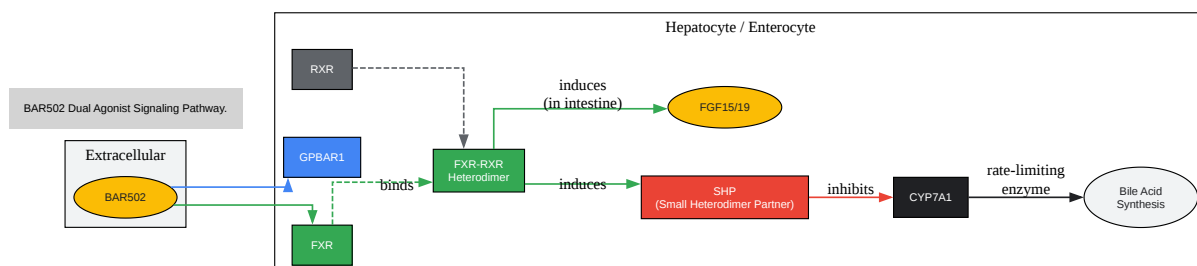 Hepatocyte / Enterocyte
RXR
induces
(in intestine)
FGF15/19
BAR502 Dual Agonist Signaling Pathway.
Extracellular
GPBAR1
FXR-RXR
Heterodimer
BAR502
binds
induces
SHP
(Small Heterodimer Partner)
inhibits
CYP7A1
rate-limiting
enzyme
Bile Acid
Synthesis
FXR